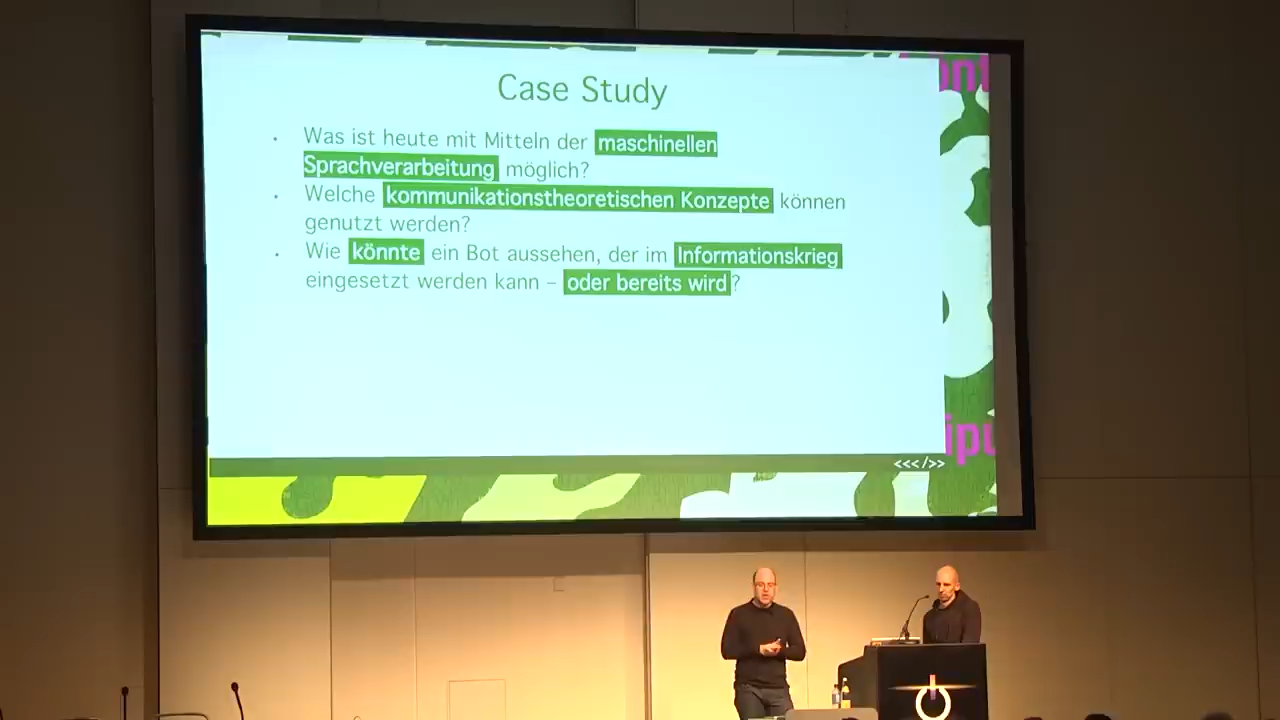 Case Study
Was ist heute mit Mitteln der maschinellen
Sprachverarbeitung möglich?
Welche kommunikationstheoretischen Konzepte können
genutzt werden?
Wie könnte ein Bot aussehen, der im Informationskrieg
eingesetzt werden kann – oder bereits wird?
<<</>>